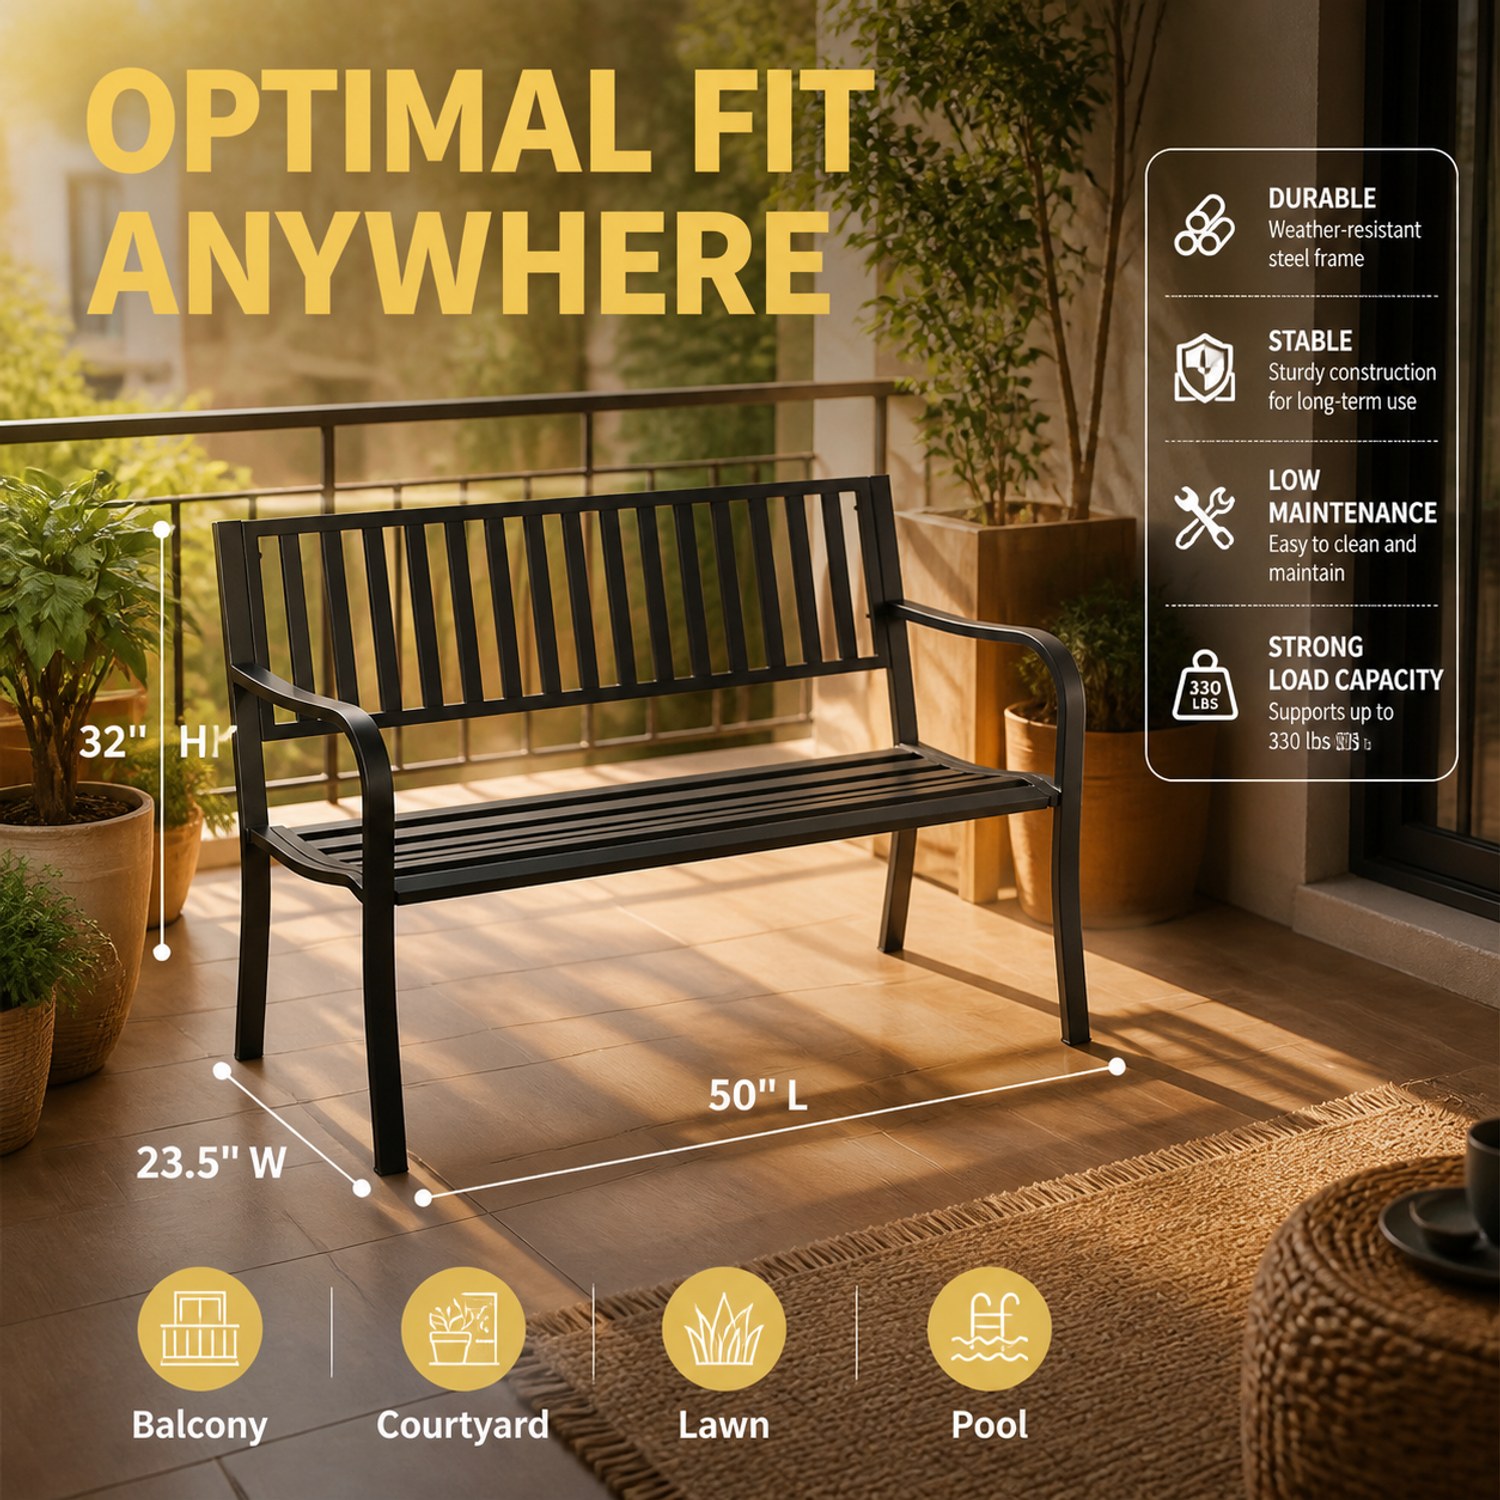 OPTIMAL FIT
ANYWHERE
DURABLE
Weather-resistant
steel frame
STABLE
Sturdy construction
for long-term use
LOW
MAINTENANCE
Easy to clean and
maintain
330
LBS
STRONG
LOAD CAPACITY
Supports up to
330 lbs
32" H
23.5" W
50" L
Balcony
Courtyard
Lawn
Pool